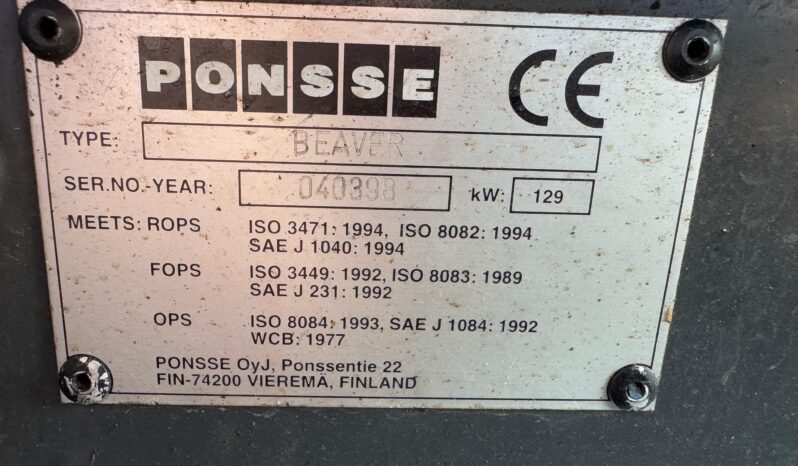 PONSSE CE
TYPE: BEAVER
SER.NO.-YEAR: 040398 kW: 129
MEETS: ROPS ISO 3471: 1994, ISO 8082: 1994
SAE J 1040: 1994
FOPS ISO 3449: 1992, ISO 8083: 1989
SAE J 231: 1992
OPS ISO 8084: 1993, SAE J 1084: 1992
WCB: 1977
PONSSE OyJ, Ponssentie 22
FIN-74200 VIEREMÄ, FINLAND